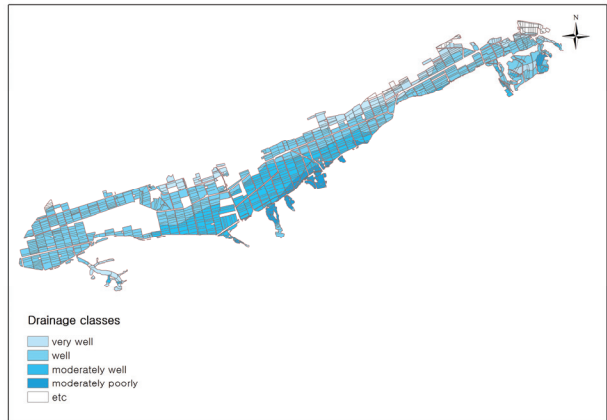 N
Drainage classes
very well
well
moderately well
moderately poorly
etc